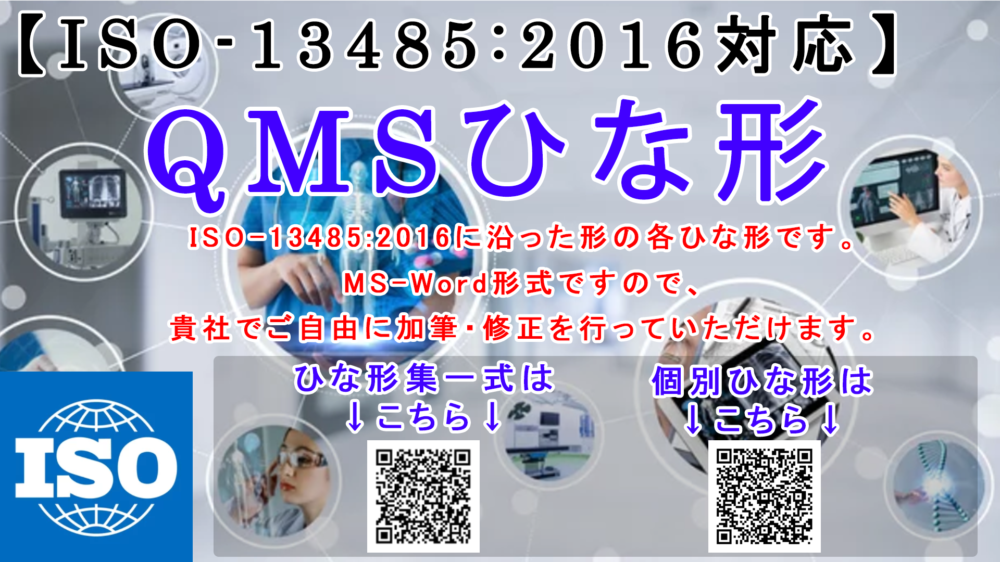 【ISO-13485:2016対応】
QMSひな形
ISO-13485:2016に沿った形の各ひな形です。
MS-Word形式ですので、
貴社でご自由に加筆・修正を行っていただけます。
ひな形集一式は
↓こちら↓
個別ひな形は
↓こちら↓
ISO